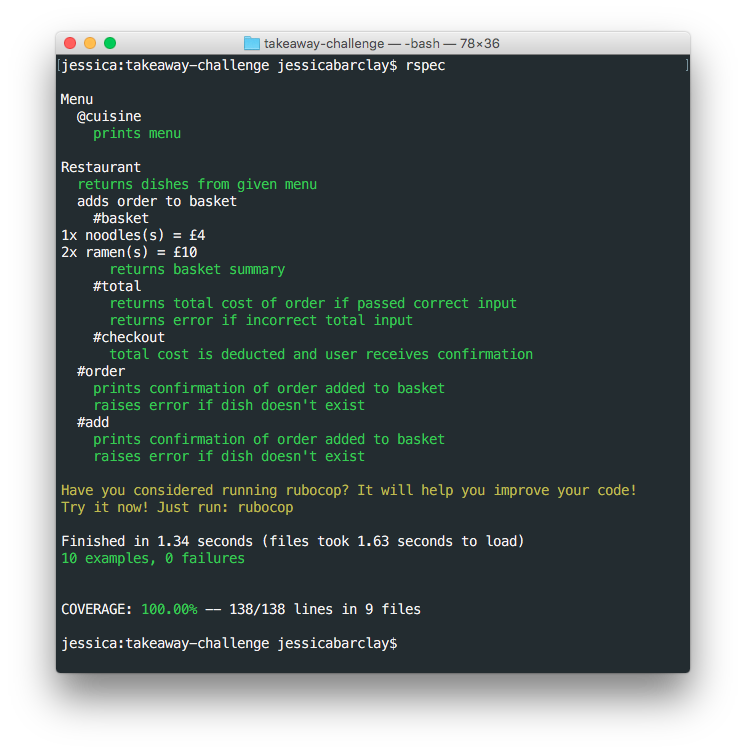 takeaway-challenge — -bash — 78×36
[jessica:takeaway-challenge jessicabarclay$ rspec ]
Menu
@cuisine
prints menu
Restaurant
returns dishes from given menu
adds order to basket
#basket
1x noodles(s) = £4
2x ramen(s) = £10
returns basket summary
#total
returns total cost of order if passed correct input
returns error if incorrect total input
#checkout
total cost is deducted and user receives confirmation
#order
prints confirmation of order added to basket
raises error if dish doesn't exist
#add
prints confirmation of order added to basket
raises error if dish doesn't exist
Have you considered running rubocop? It will help you improve your code!
Try it now! Just run: rubocop
Finished in 1.34 seconds (files took 1.63 seconds to load)
10 examples, 0 failures
COVERAGE: 100.00% -- 138/138 lines in 9 files
jessica:takeaway-challenge jessicabarclay$